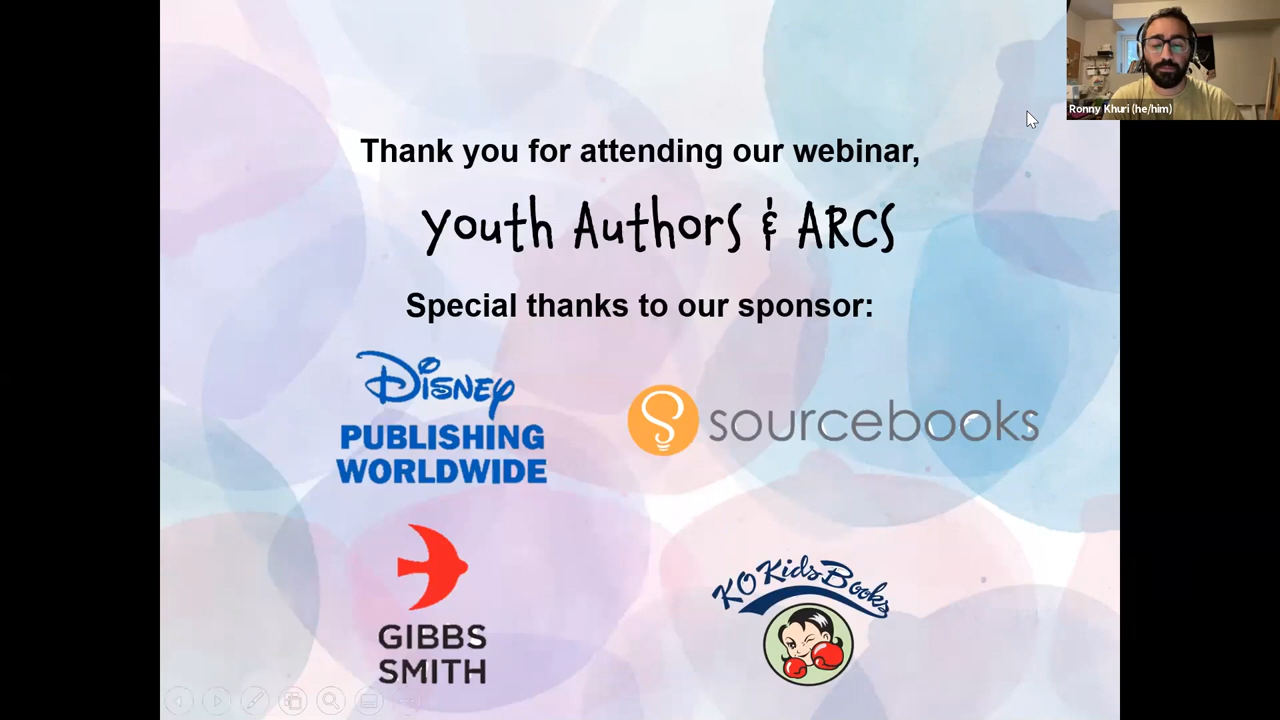 Thank you for attending our webinar,
Youth Authors & ARCS
Special thanks to our sponsor:
Disney
PUBLISHING
WORLDWIDE
sourcebooks
GIBBS
SMITH
KO Kids Books
Ronny Khuri (he/him)